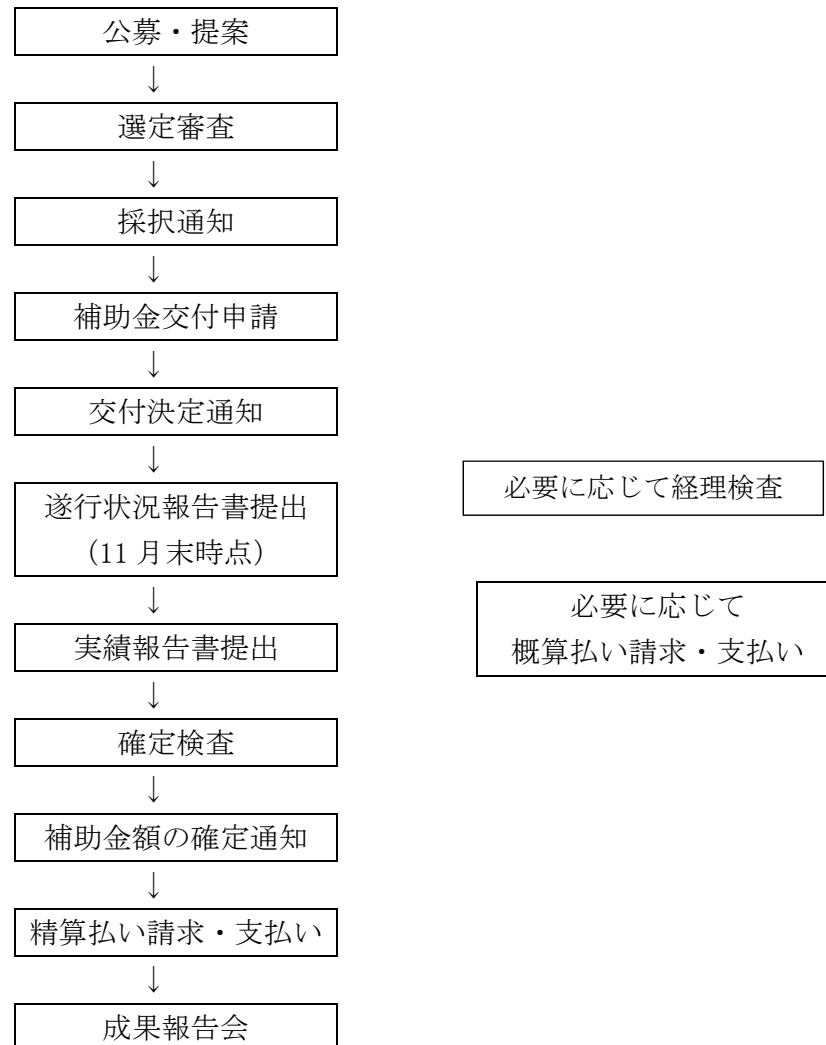 公募・提案
↓
選定審査
↓
採択通知
↓
補助金交付申請
↓
交付決定通知
↓
遂行状況報告書提出
（11 月末時点）
↓
実績報告書提出
↓
確定検査
↓
補助金額の確定通知
↓
精算払い請求・支払い
↓
成果報告会
必要に応じて経理検査
必要に応じて
概算払い請求・支払い